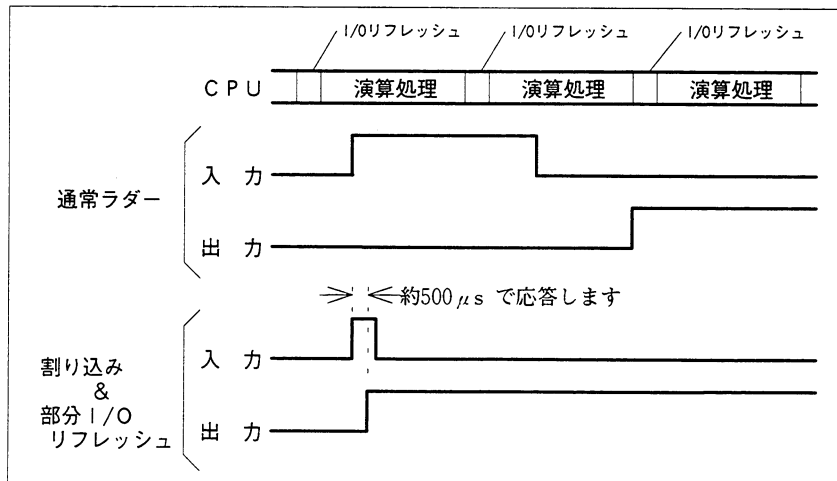 I/Oリフレッシュ I/Oリフレッシュ I/Oリフレッシュ
CPU 演算処理 演算処理 演算処理
通常ラダー
入 力
出 力
約500μs で応答します
割り込み
&
部分I/O
リフレッシュ
入 力
出 力